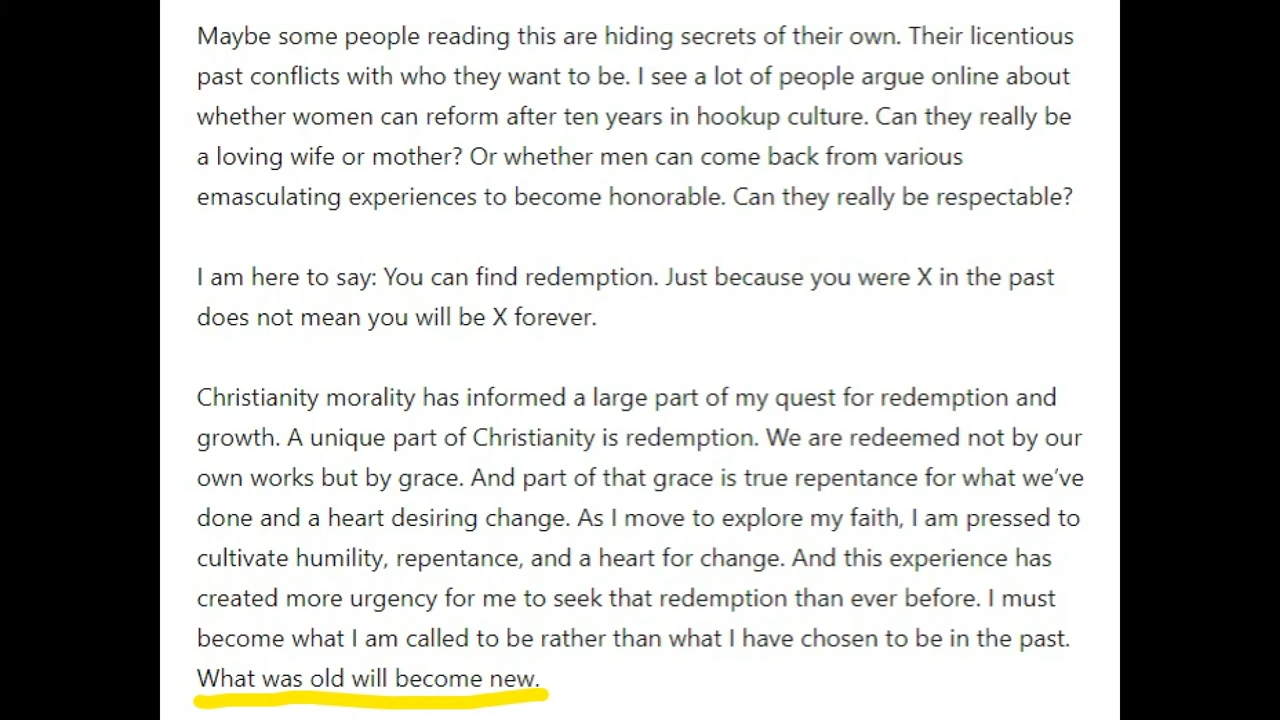 Maybe some people reading this are hiding secrets of their own. Their licentious
past conflicts with who they want to be. I see a lot of people argue online about
whether women can reform after ten years in hookup culture. Can they really be
a loving wife or mother? Or whether men can come back from various
emasculating experiences to become honorable. Can they really be respectable?
I am here to say: You can find redemption. Just because you were X in the past
does not mean you will be X forever.
Christianity morality has informed a large part of my quest for redemption and
growth. A unique part of Christianity is redemption. We are redeemed not by our
own works but by grace. And part of that grace is true repentance for what we've
done and a heart desiring change. As I move to explore my faith, I am pressed to
cultivate humility, repentance, and a heart for change. And this experience has
created more urgency for me to seek that redemption than ever before. I must
become what I am called to be rather than what I have chosen to be in the past.
What was old will become new.